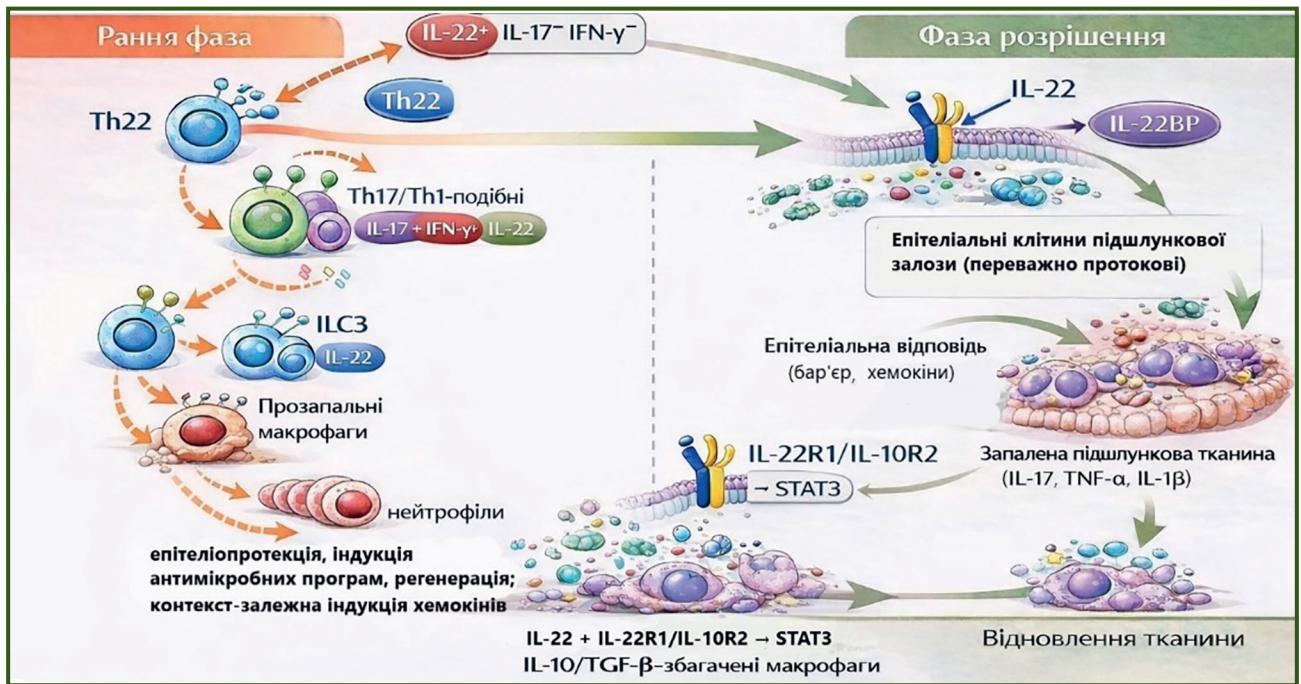 Рання фаза
IL-22+ IL-17⁻ IFN-γ⁻
Фаза розрішення
Th22
Th22
IL-22
IL-22BP
Th17/Th1-подібні
IL-17 + IFN-γ+ IL-22
Епітеліальні клітини підшлункової
залози (переважно протокові)
ILC3
IL-22
Епітеліальна відповідь
(бар'єр, хемокіни)
Прозапальні
макрофаги
IL-22R1/IL-10R2
→ STAT3
Запалена підшлункова тканина
(IL-17, TNF-α, IL-1β)
нейтрофіли
епітеліопротекція, індукція
антимікробних програм, регенерація;
контекст-залежна індукція хемокінів
IL-22 + IL-22R1/IL-10R2 → STAT3
IL-10/TGF-β-збагачені макрофаги
Відновлення тканини